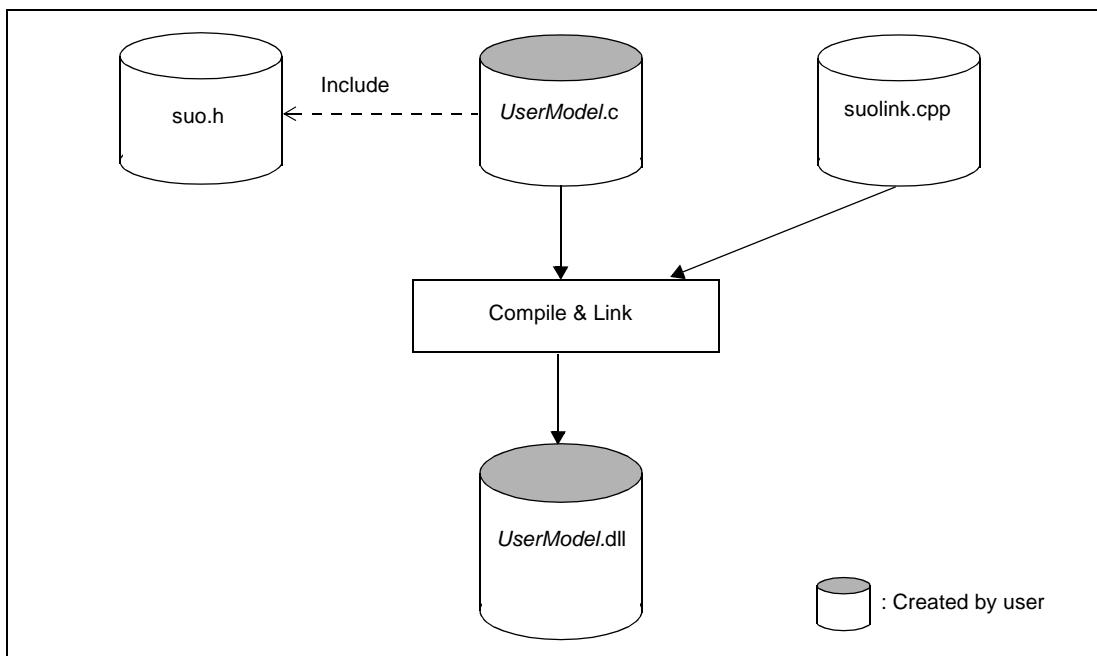 suo.h
Include
UserModel.c
suolink.cpp
Compile & Link
UserModel.dll
: Created by user